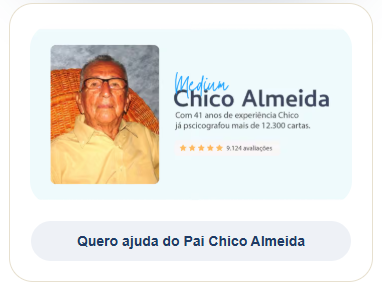 Medium
Chico Almeida
Com 41 anos de experiência Chico
já pscicografou mais de 12.300 cartas.
9.124 avaliações
Quero ajuda do Pai Chico Almeida